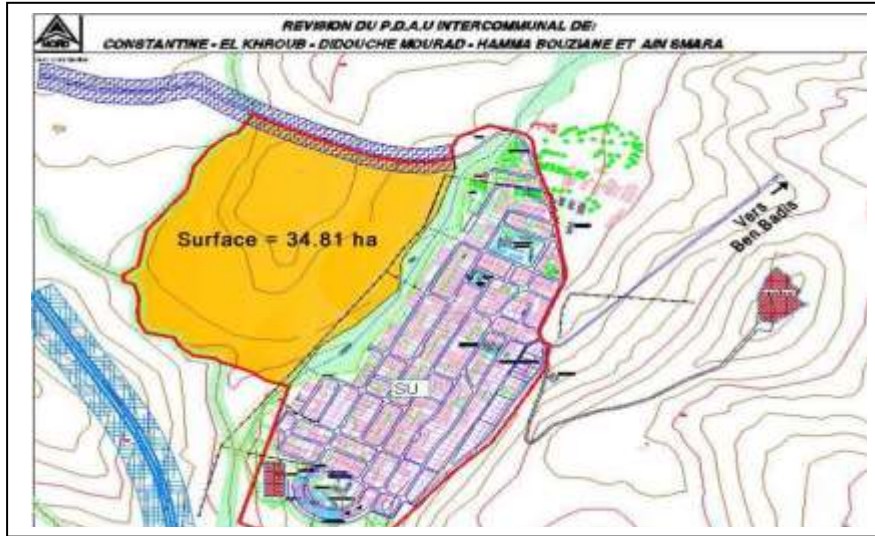 REVISION DU P.D.A.U INTERCOMMUNAL DE:
CONSTANTINE - EL KHROUB - DIDOUCHE MOURAD - HAMMA BOUZIANE ET AIN SMARA
Surface = 34.81 ha
Vers
Ben Badis
SU